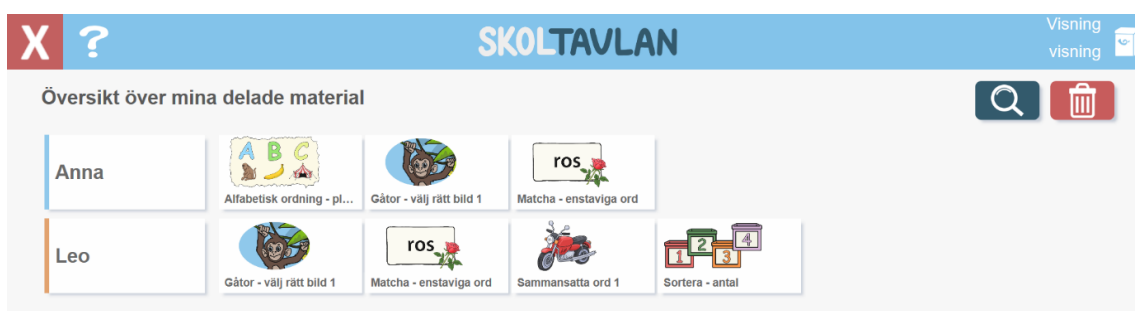 X ?
SKOLTAVLAN
Visning
visning
Översikt över mina delade material
Anna
A B C
Alfabetisk ordning - pl...
Gåtor - välj rätt bild 1
ros
Matcha - enstaviga ord
Leo
Gåtor - välj rätt bild 1
ros
Matcha - enstaviga ord
Sammansatta ord 1
1 2 3 4
Sortera - antal